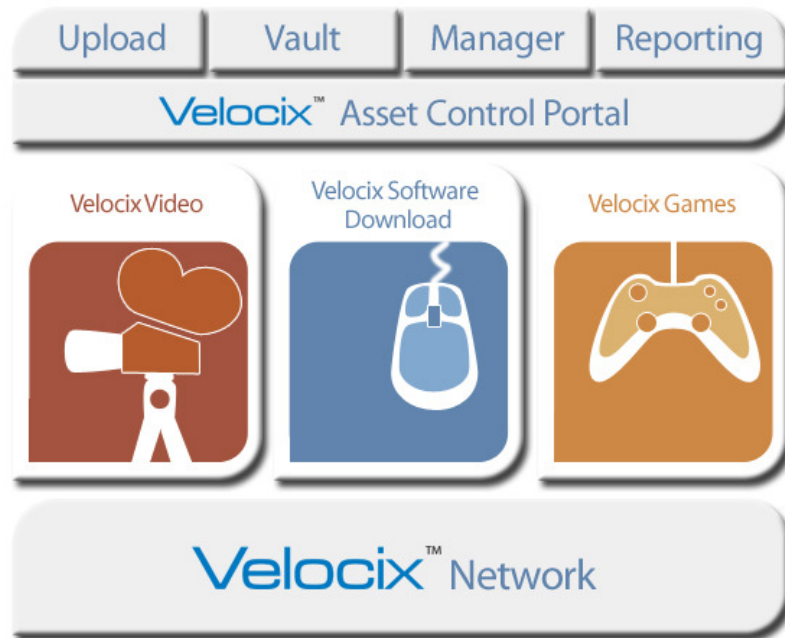 Upload Vault Manager Reporting
Velocix™ Asset Control Portal
Velocix Video
Velocix Software
Download
Velocix Games
Velocix™ Network